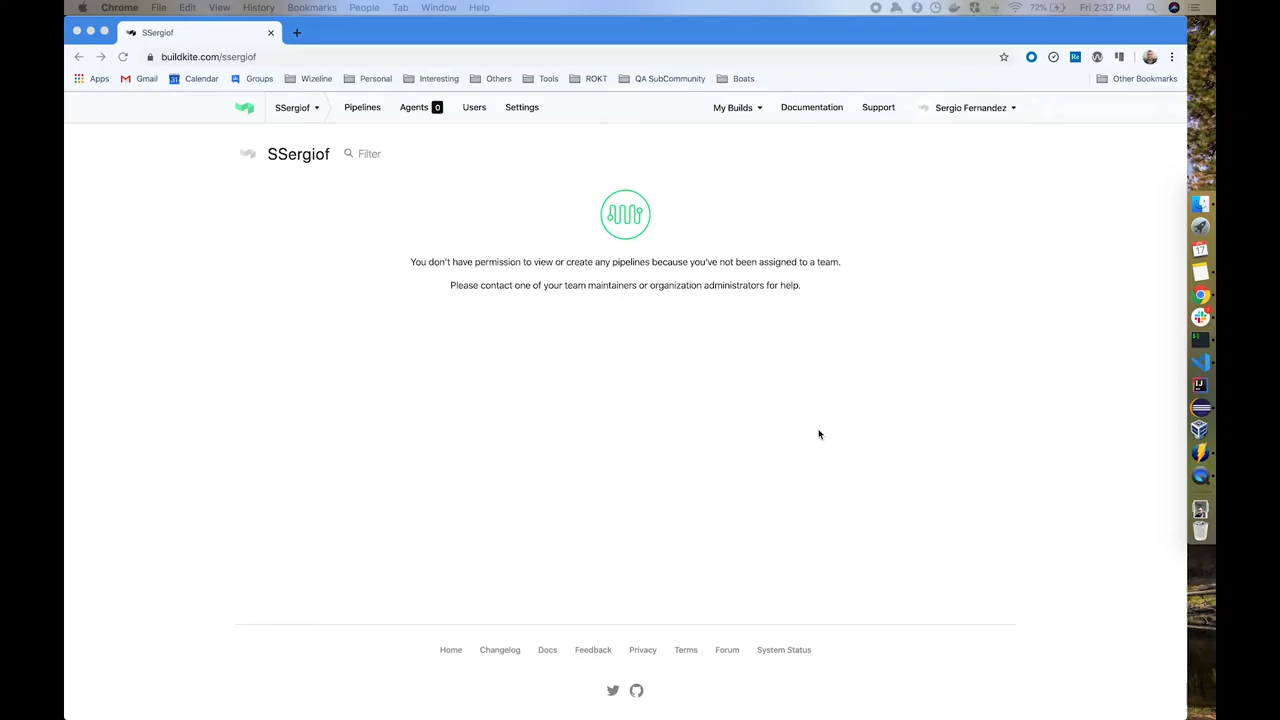 Chrome File Edit View History Bookmarks People Tab Window Help 72% Fri 2:32 PM
SSergiof
buildkite.com/ssergiof
Apps Gmail Calendar Groups Wizeline Personal Interesting Others Tools ROKT QA SubCommunity Boats Other Bookmarks
SSergiof Pipelines Agents 0 Users Settings My Builds Documentation Support Sergio Fernandez
SSergiof Filter
You don't have permission to view or create any pipelines because you've not been assigned to a team.
Please contact one of your team maintainers or organization administrators for help.
Home Changelog Docs Feedback Privacy Terms Forum System Status